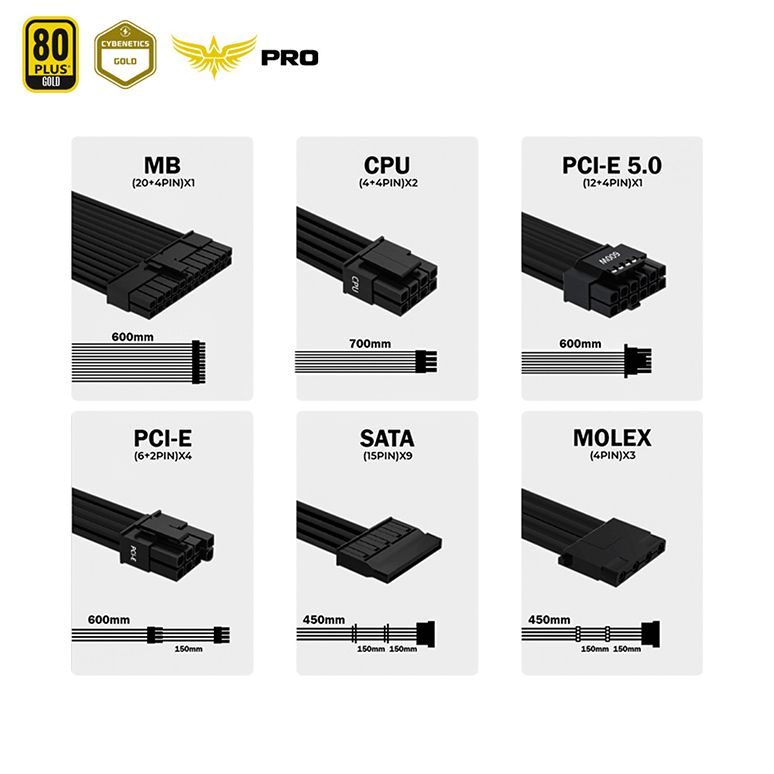 80
PLUS
GOLD
CYBENETICS
GOLD
PRO
MB
(20+4PIN)X1
600mm
CPU
(4+4PIN)X2
CPU
700mm
PCI-E 5.0
(12+4PIN)X1
600W
600mm
PCI-E
(6+2PIN)X4
PCI-E
600mm
150mm
SATA
(15PIN)X9
450mm
150mm 150mm
MOLEX
(4PIN)X3
450mm
150mm 150mm